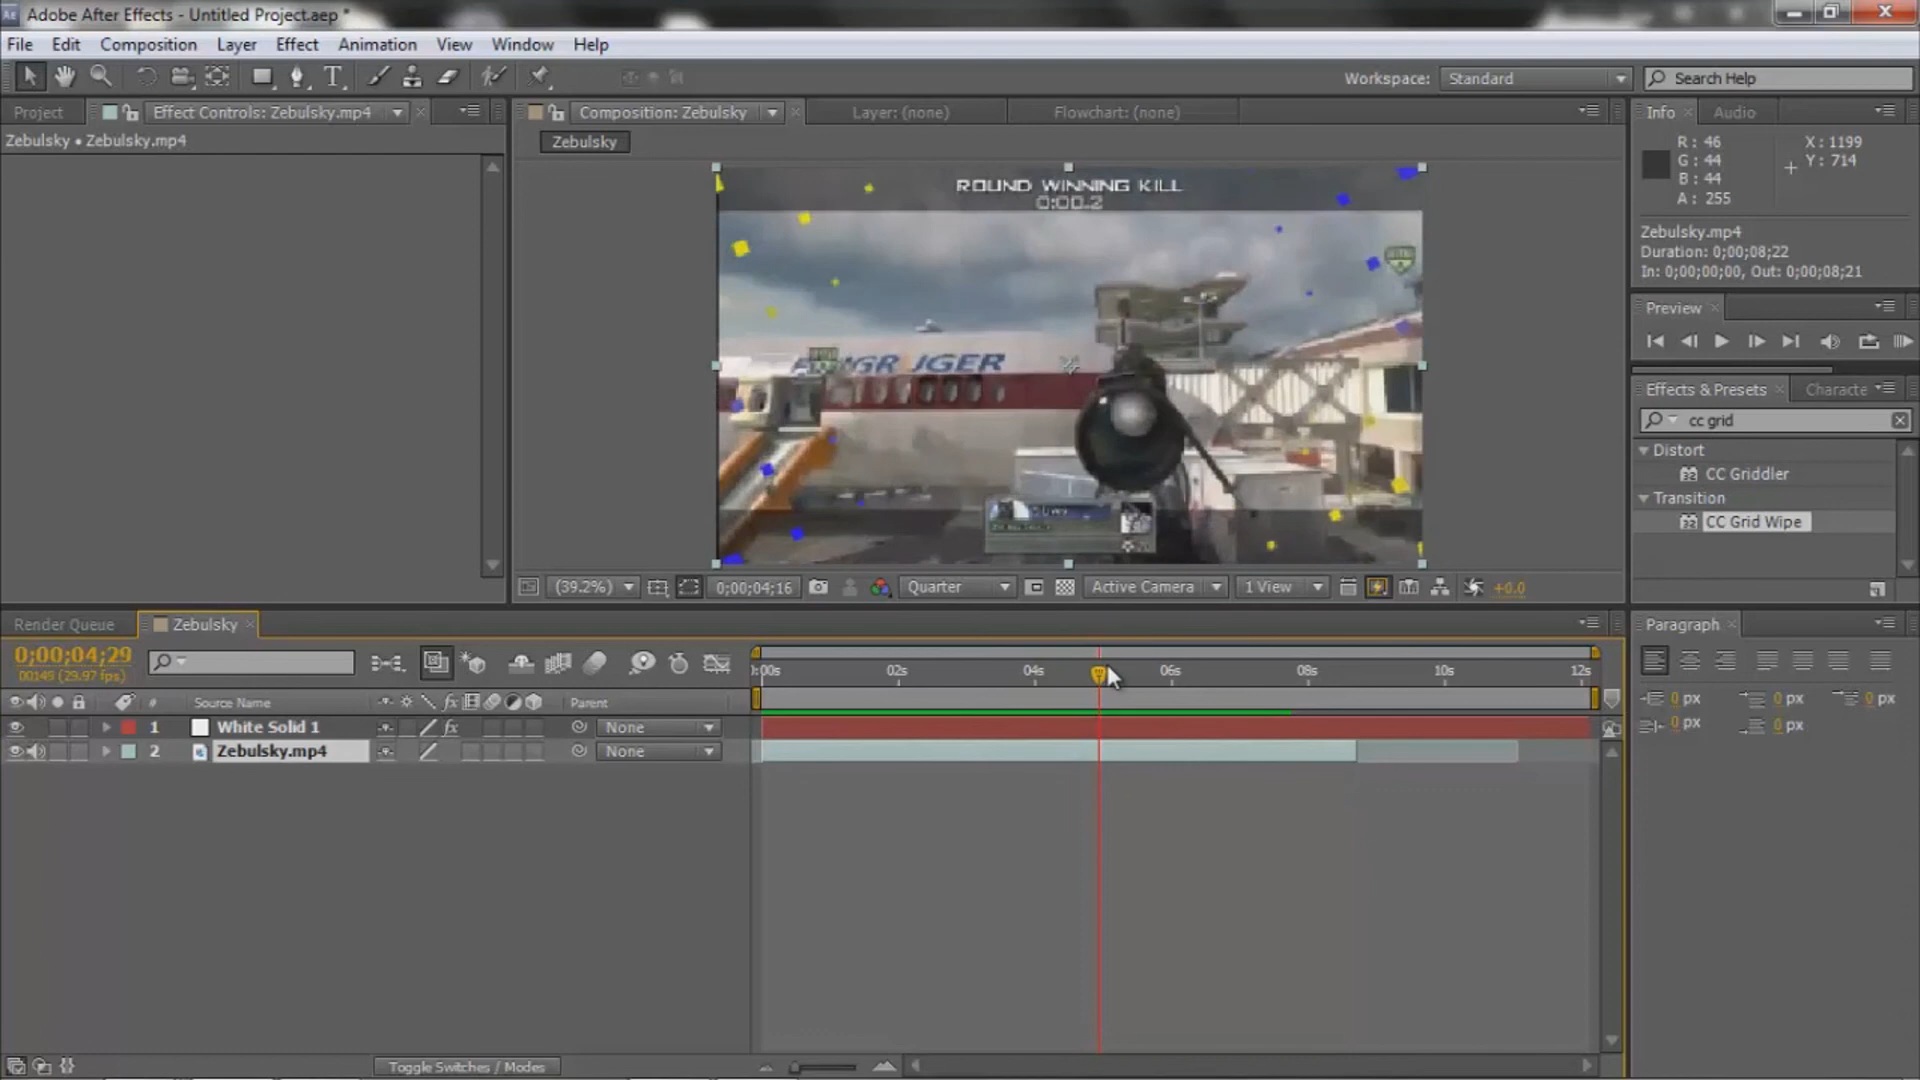 Adobe After Effects - Untitled Project.aep *
File Edit Composition Layer Effect Animation View Window Help
Workspace: Standard Search Help
Project Effect Controls: Zebulsky.mp4 Composition: Zebulsky Layer: (none) Flowchart: (none) Info Audio
Zebulsky • Zebulsky.mp4
Zebulsky
R: 46 X: 1199
G: 44 Y: 714
B: 44
A: 255
ROUND WINNING KILL
0:00.2
Zebulsky.mp4
Duration: 0;00;08;22
In: 0;00;00;00, Out: 0;00;08;21
Preview
Effects & Presets Characte
cc grid
Distort
CC Griddler
Transition
CC Grid Wipe
(39.2%) 0;00;04;16 Quarter Active Camera 1 View +0.0
Render Queue Zebulsky Paragraph
0;00;04;29
00149 (29.97 fps)
):00s 02s 04s 06s 08s 10s 12s
# Source Name fx Parent
1 White Solid 1 fx None
2 Zebulsky.mp4 None
0 px 0 px 0 px
0 px 0 px
Toggle Switches / Modes